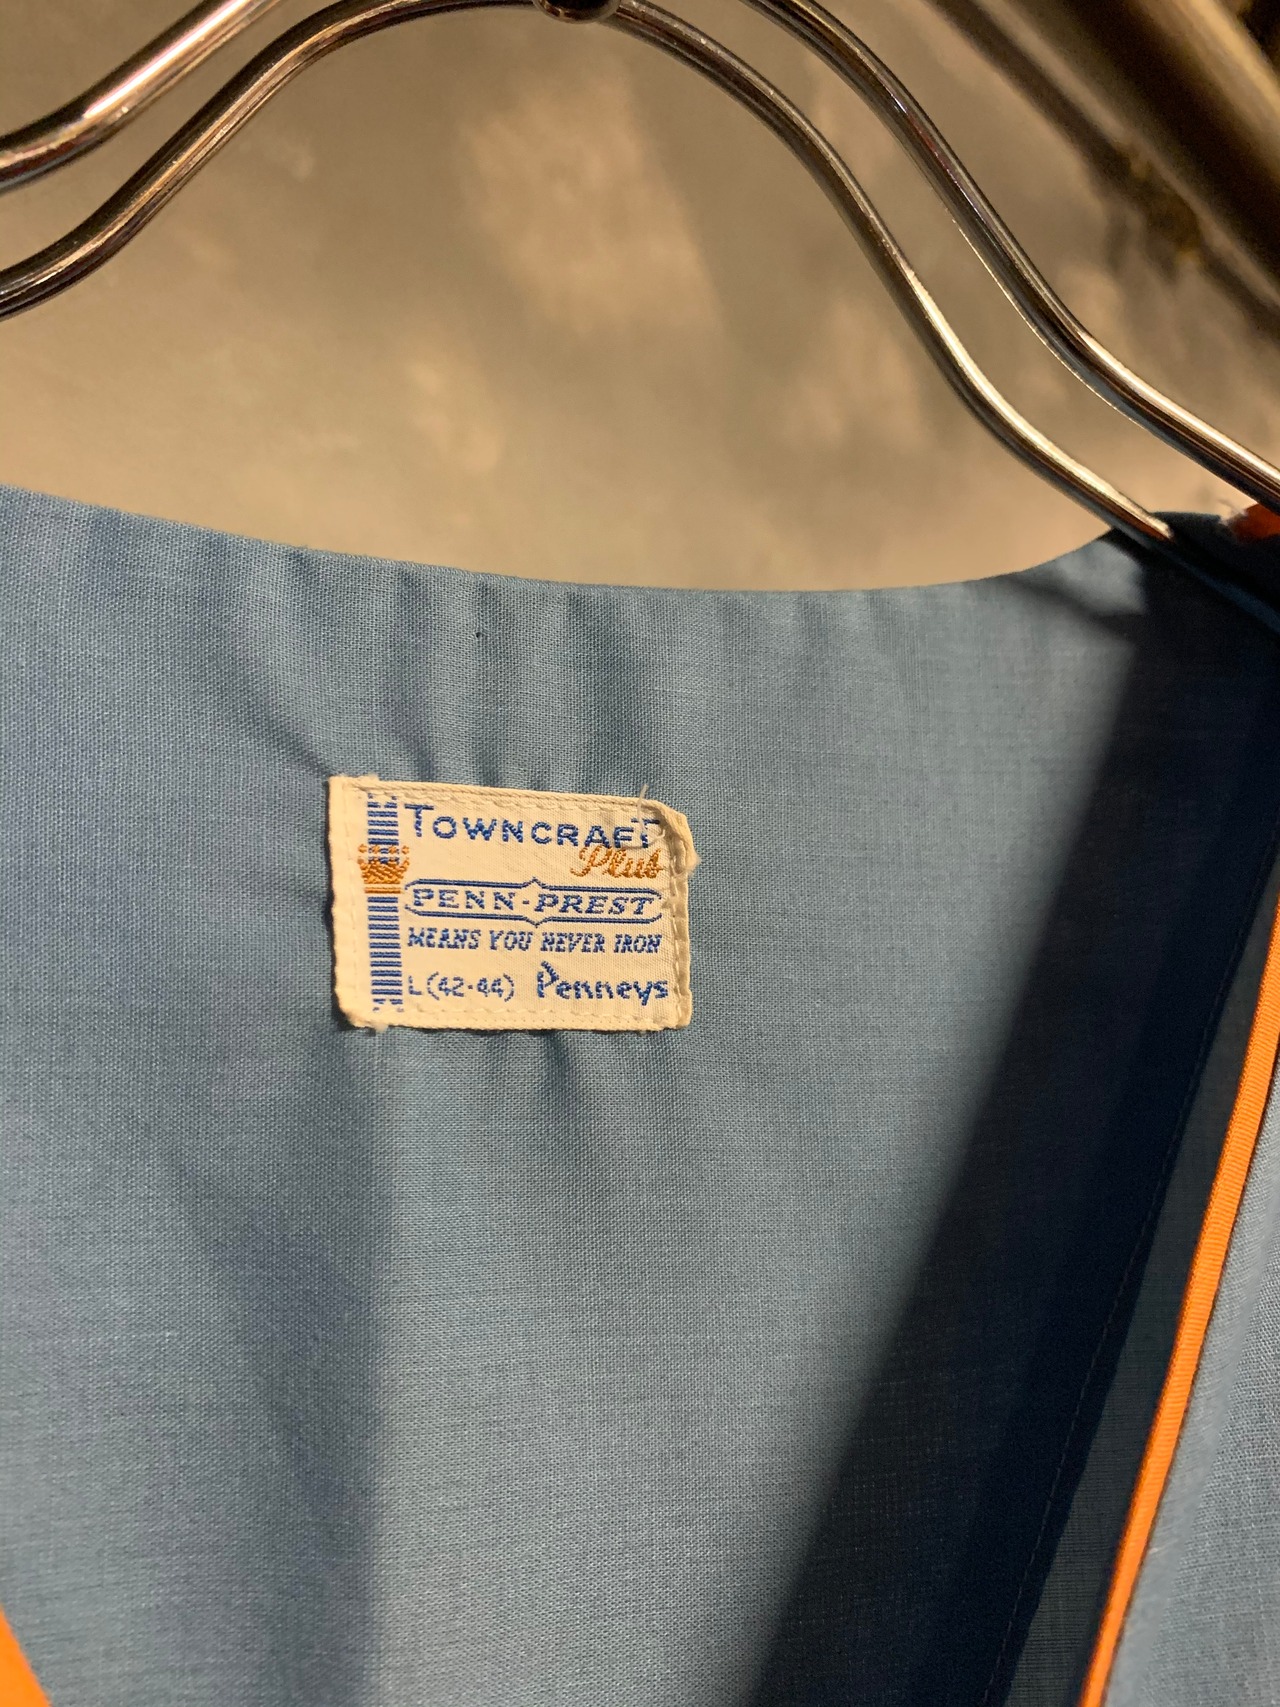 TOWNCRAFT
Plus
PENN-PREST
MEANS YOU NEVER IRON
L(42-44) Penneys